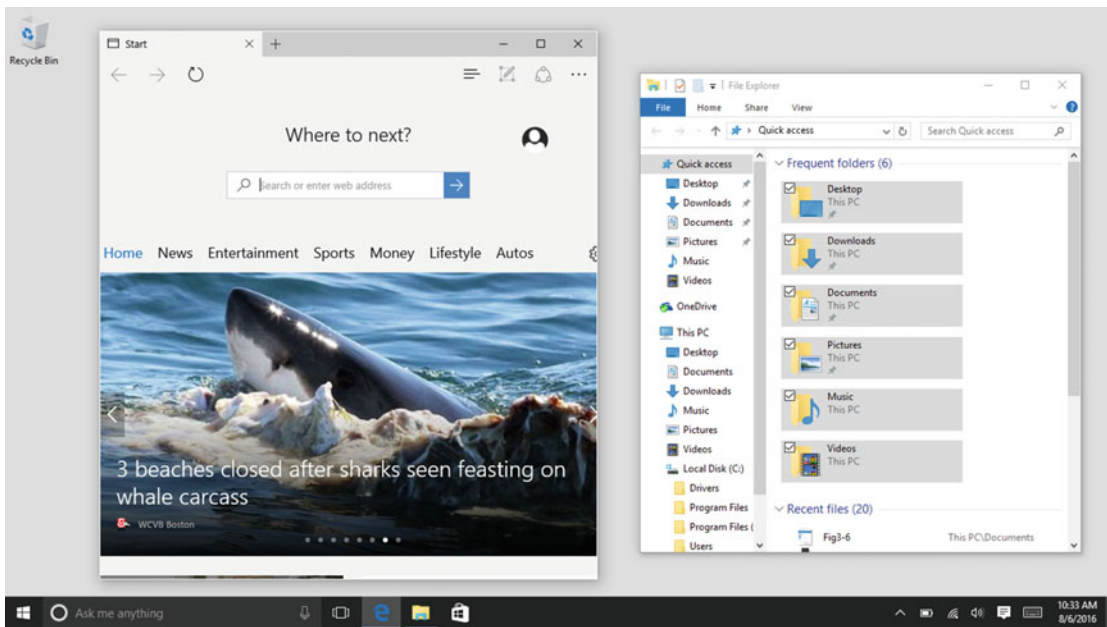 Recycle Bin
Start
Where to next?
Search or enter web address
Home News Entertainment Sports Money Lifestyle Autos
3 beaches closed after sharks seen feasting on
whale carcass
WCVB Boston
File Explorer
File Home Share View
Quick access
Search Quick access
Quick access
Desktop
Downloads
Documents
Pictures
Music
Videos
OneDrive
This PC
Desktop
Documents
Downloads
Music
Pictures
Videos
Local Disk (C:)
Drivers
Program Files
Program Files (
Users
Frequent folders (6)
Desktop
This PC
Downloads
This PC
Documents
This PC
Pictures
This PC
Music
This PC
Videos
This PC
Recent files (20)
Fig3-6 This PC\Documents
Ask me anything
10:33 AM
8/6/2016